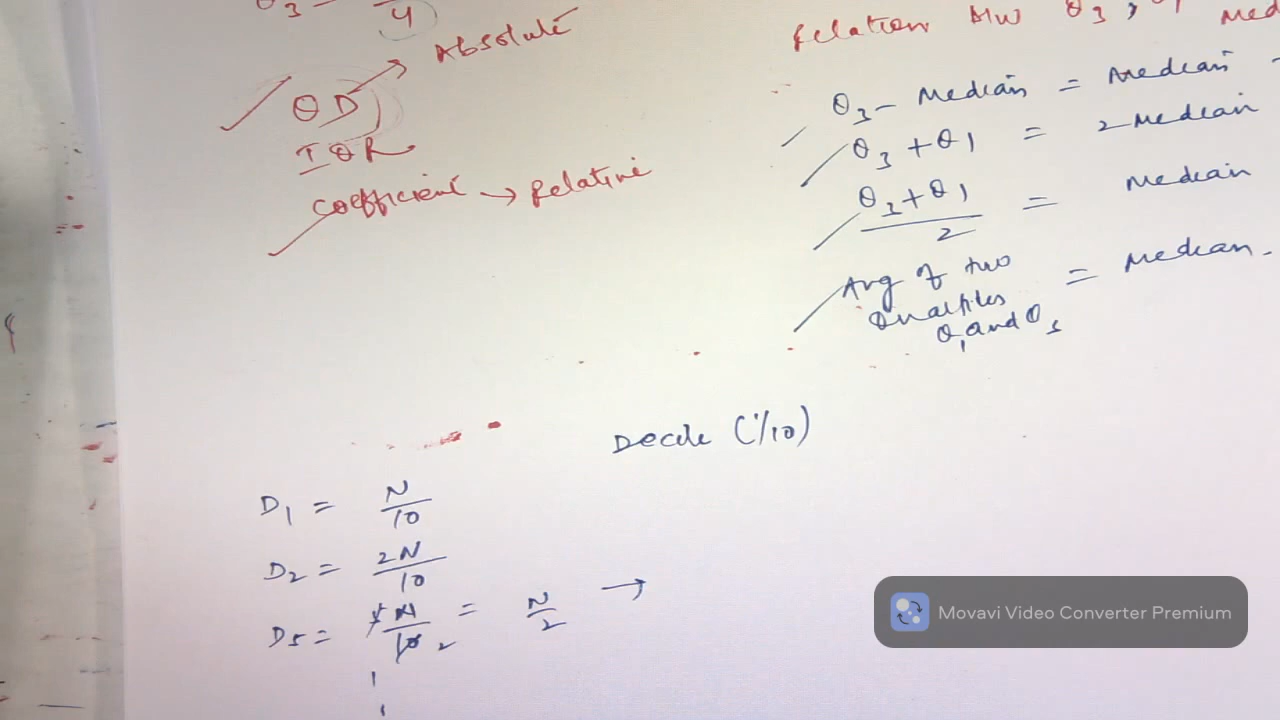 4
Absolute
QD
IQR
coefficient → Relative
Relation b/w Q3,
Q3 - Median = Median -
Q3 + Q1 = 2 Median
Q3 + Q1 / 2 = Median
Avg of two Quartiles Q1 and Q3 = Median.
Decile (1/10)
D1 = N/10
D2 = 2N/10
D5 = 5N/10 2 = N/2 →
Movavi Video Converter Premium